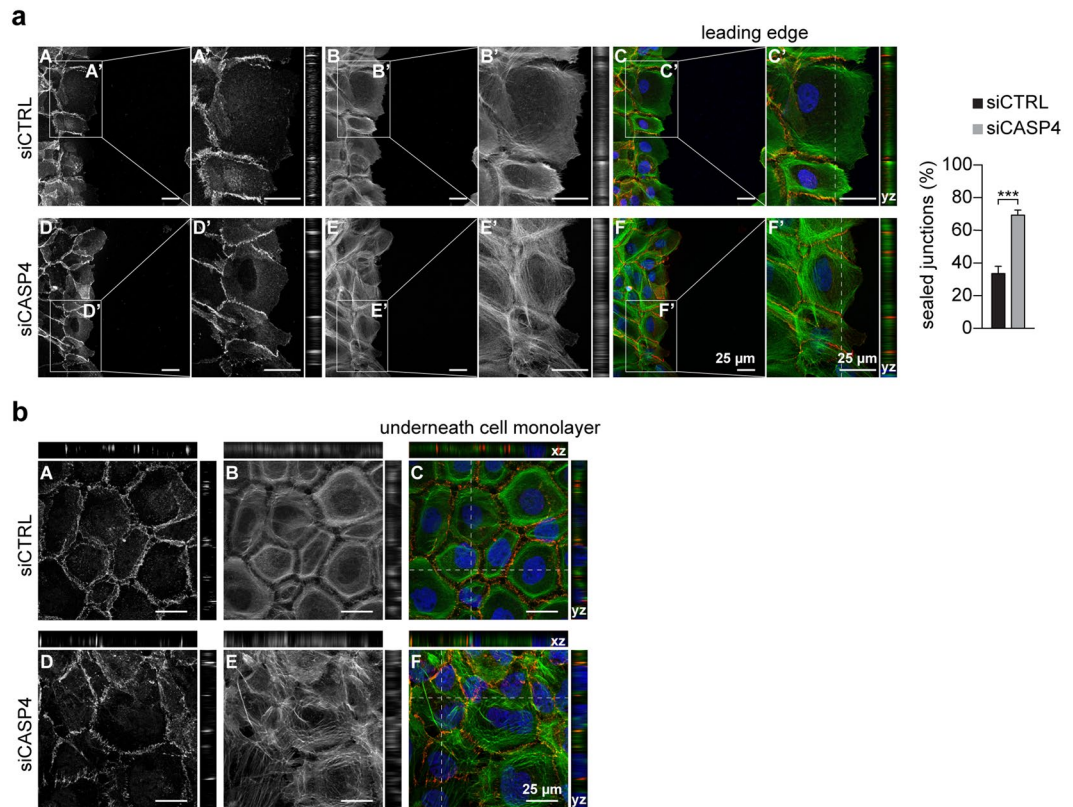 a
leading edge
siCTRL
A
A’
A’
B
B’
B’
C
C’
C’
yz
siCASP4
D
D’
D’
E
E’
E’
F
F’
F’
25 µm
25 µm
yz
siCTRL
siCASP4
sealed junctions (%)
100
80
60
40
20
0
***
b
underneath cell monolayer
xz
siCTRL
A
B
C
yz
xz
siCASP4
D
E
F
25 µm
yz